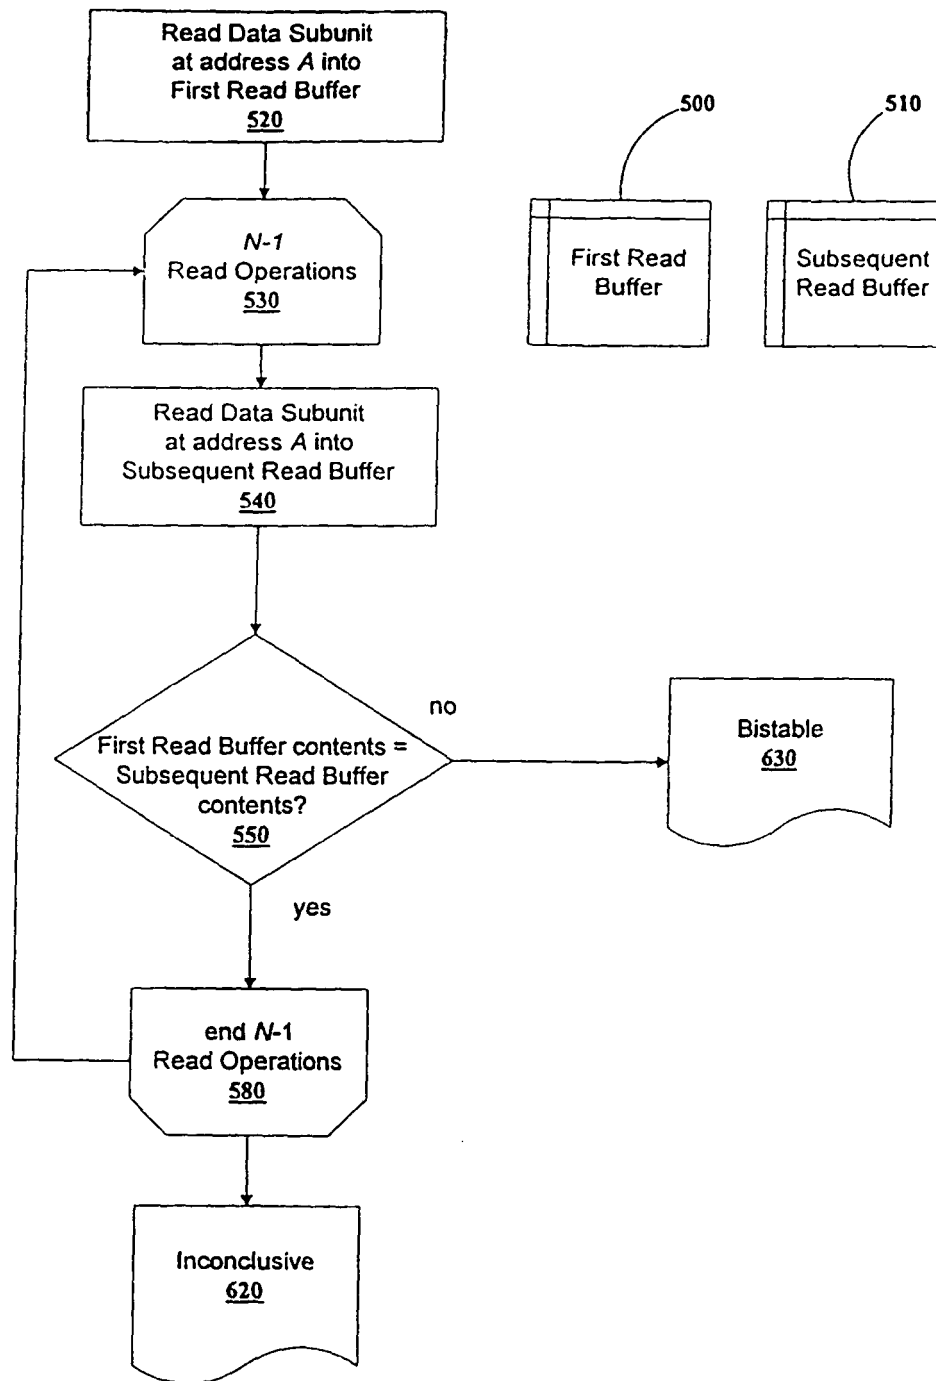 Read Data Subunit
at address A into
First Read Buffer
520
500
510
N-1
Read Operations
530
First Read
Buffer
Subsequent
Read Buffer
Read Data Subunit
at address A into
Subsequent Read Buffer
540
no
First Read Buffer contents =
Subsequent Read Buffer
contents?
550
Bistable
630
yes
end N-1
Read Operations
580
Inconclusive
620